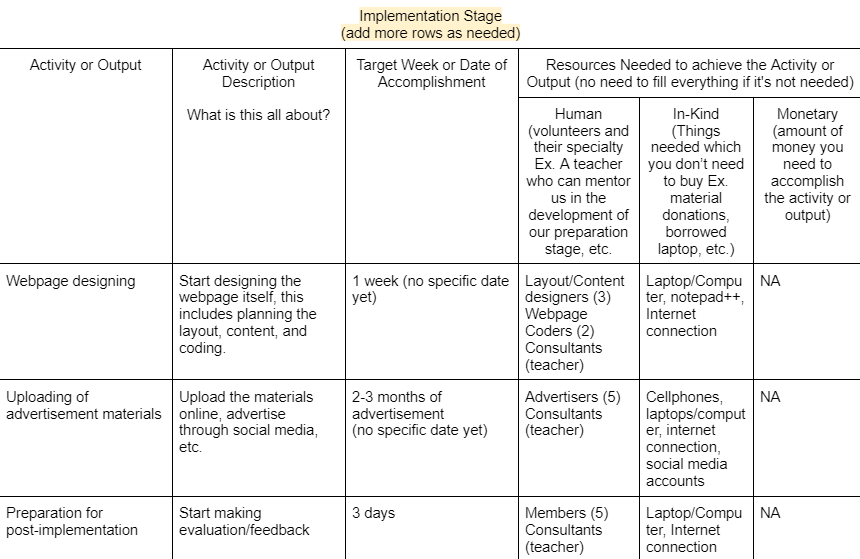 Implementation Stage
(add more rows as needed)
Activity or Output
Activity or Output
Description
What is this all about?
Target Week or Date of
Accomplishment
Resources Needed to achieve the Activity or
Output (no need to fill everything if it's not needed)
Human
(volunteers and
their specialty
Ex. A teacher
who can mentor
us in the
development of
our preparation
stage, etc.
In-Kind
(Things
needed which
you don't need
to buy Ex.
material
donations,
borrowed
laptop, etc.)
Monetary
(amount of
money you
need to
accomplish
the activity or
output)
Webpage designing
Start designing the
webpage itself, this
includes planning the
layout, content, and
coding.
1 week (no specific date
yet)
Layout/Content
designers (3)
Webpage
Coders (2)
Consultants
(teacher)
Laptop/Compu
ter, notepad++,
Internet
connection
NA
Uploading of
advertisement materials
Upload the materials
online, advertise
through social media,
etc.
2-3 months of
advertisement
(no specific date yet)
Advertisers (5)
Consultants
(teacher)
Cellphones,
laptops/comput
er, internet
connection,
social media
accounts
NA
Preparation for
post-implementation
Start making
evaluation/feedback
3 days
Members (5)
Consultants
(teacher)
Laptop/Compu
ter, Internet
connection
NA